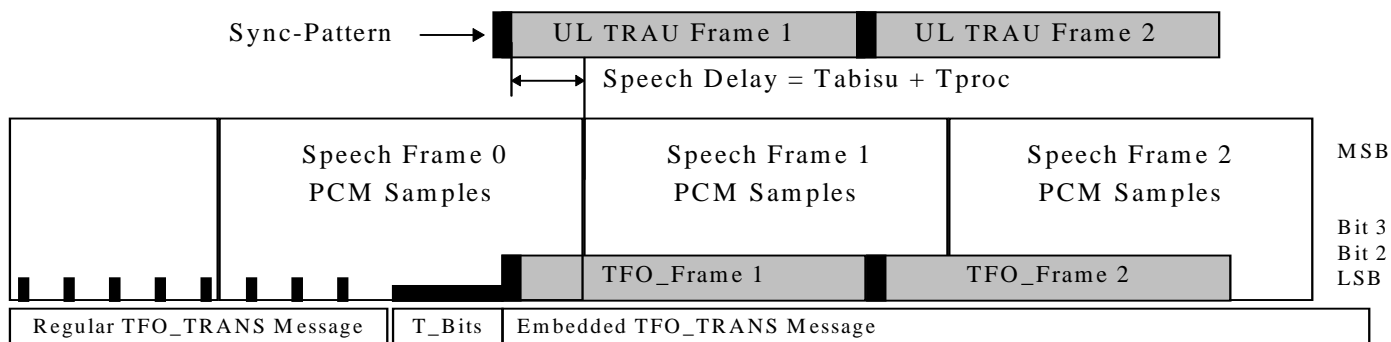 Sync-Pattern
UL TRAU Frame 1
UL TRAU Frame 2
Speech Delay = Tabisu + Tproc
Speech Frame 0
PCM Samples
Speech Frame 1
PCM Samples
Speech Frame 2
PCM Samples
MSB
Bit 3
Bit 2
LSB
TFO_Frame 1
TFO_Frame 2
Regular TFO_TRANS Message
T_Bits
Embedded TFO_TRANS Message